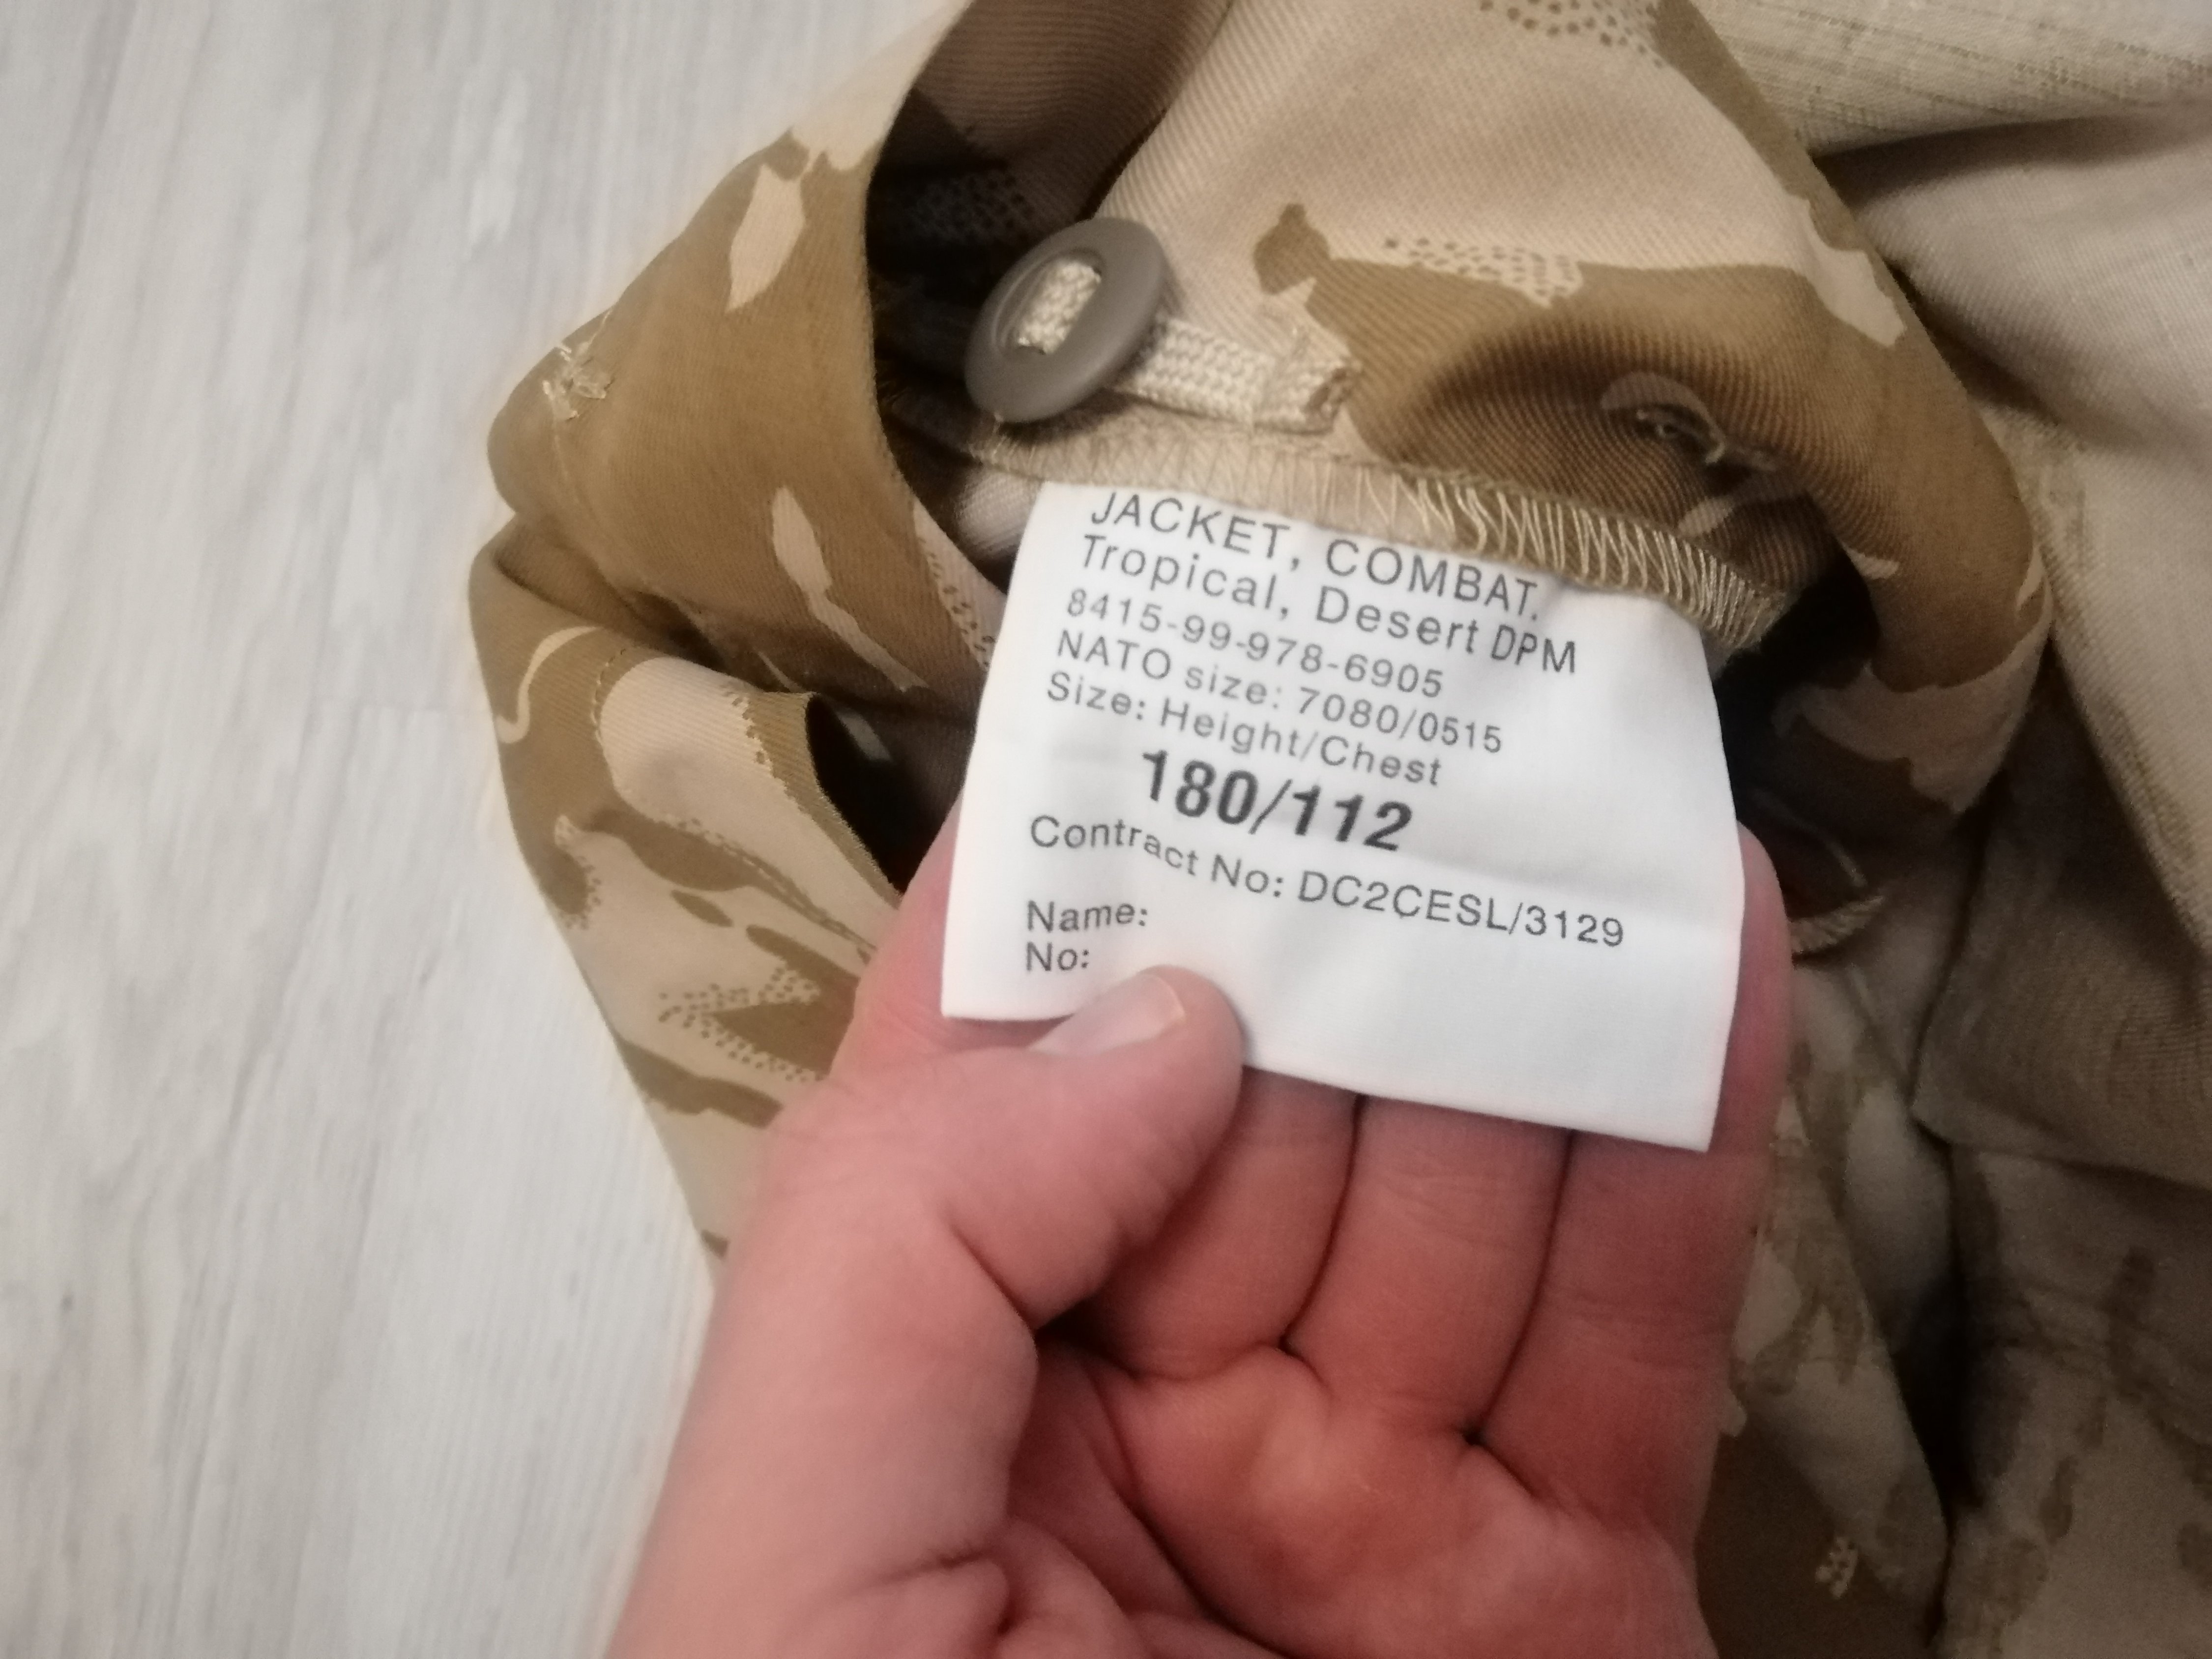 JACKET, COMBAT.
Tropical, Desert DPM
8415-99-978-6905
NATO size: 7080/0515
Size: Height/Chest
180/112
Contract No: DC2CESL/3129
Name:
No: